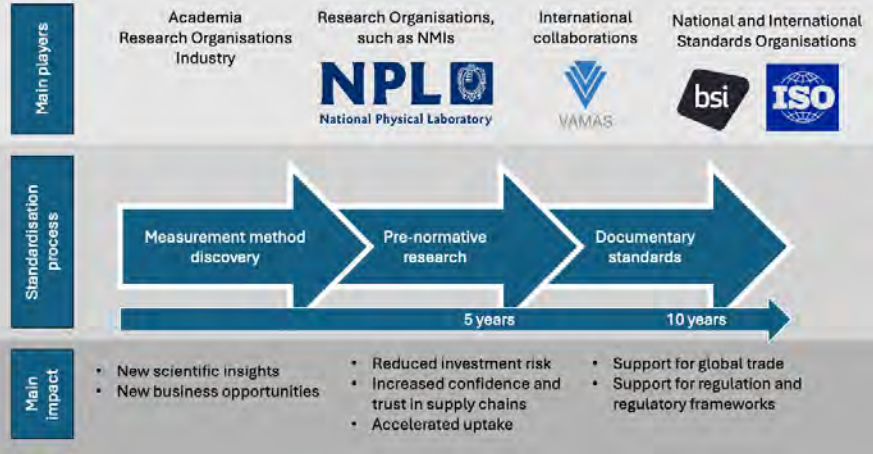 Main players
Academia
Research Organisations
Industry
Research Organisations,
such as NMIs
NPL
National Physical Laboratory
International
collaborations
VAMAS
National and International
Standards Organisations
bsi
ISO
Standardisation
process
Measurement method
discovery
Pre-normative
research
Documentary
standards
5 years
10 years
Main
impact
• New scientific insights
• New business opportunities
• Reduced investment risk
• Increased confidence and
trust in supply chains
• Accelerated uptake
• Support for global trade
• Support for regulation and
regulatory frameworks